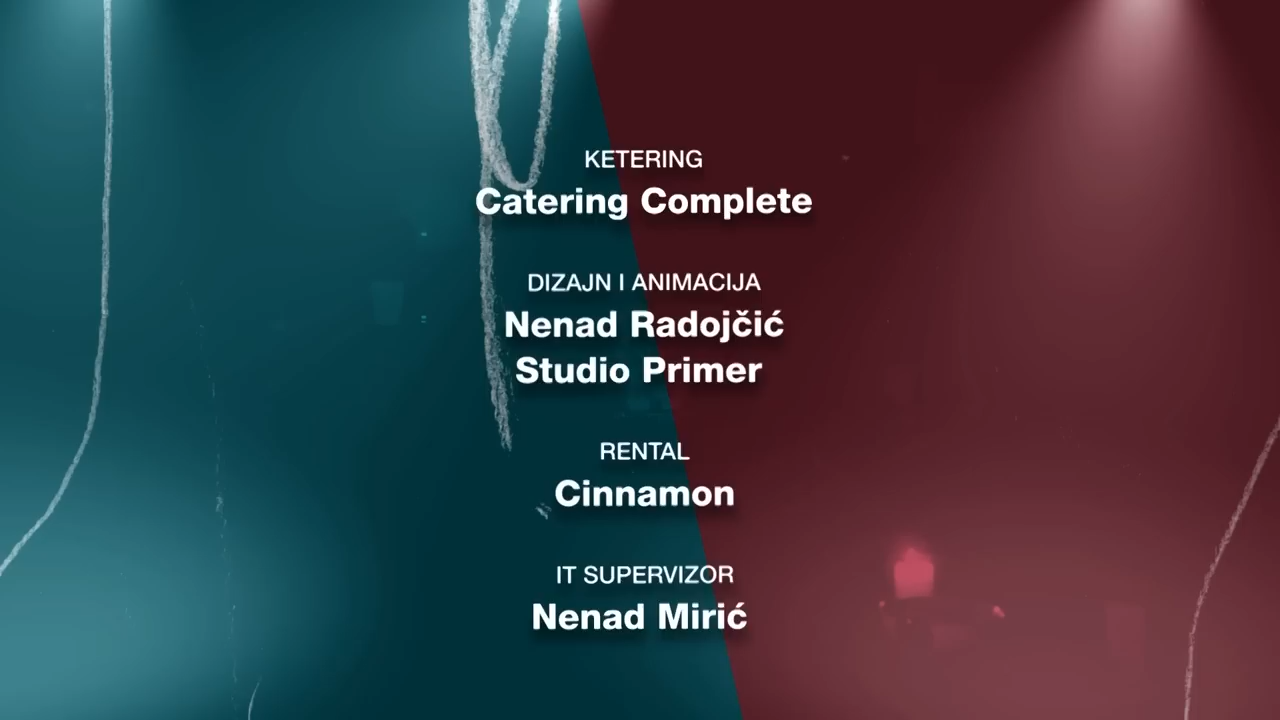 KETERING
Catering Complete
DIZAJN I ANIMACIJA
Nenad Radojčić
Studio Primer
RENTAL
Cinnamon
IT SUPERVIZOR
Nenad Mirić